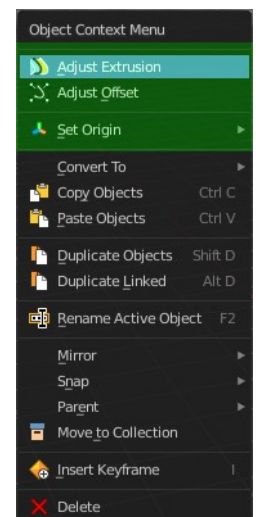 Object Context Menu
Adjust Extrusion
Adjust Offset
Set Origin
Convert To
Copy Objects Ctrl C
Paste Objects Ctrl V
Duplicate Objects Shift D
Duplicate Linked Alt D
Rename Active Object F2
Mirror
Snap
Parent
Move to Collection
Insert Keyframe I
Delete